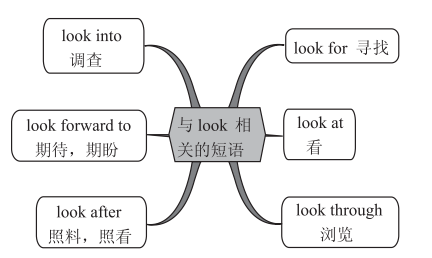 look into
调查
look for 寻找
look forward to
期待，期盼
与 look 相
关的短语
look at
看
look after
照料，照看
look through
浏览